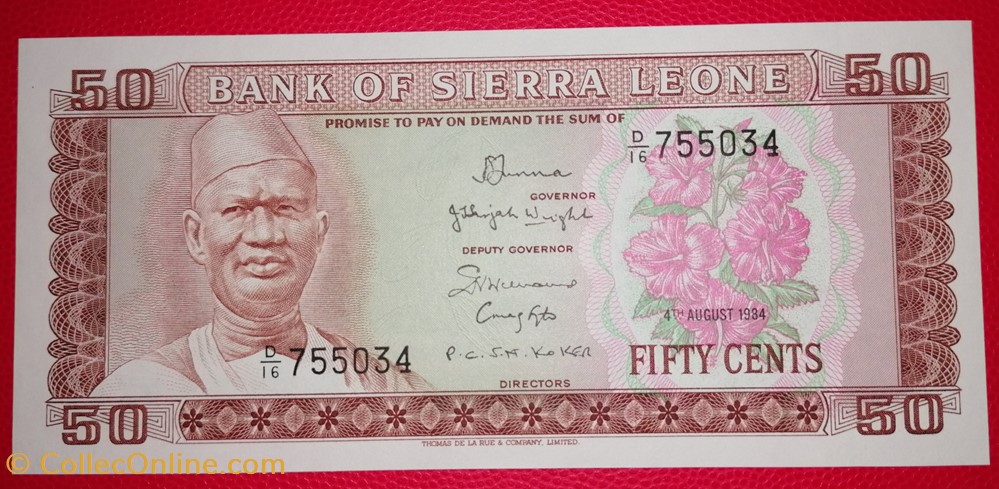 50 BANK OF SIERRA LEONE 50
PROMISE TO PAY ON DEMAND THE SUM OF
D/16 755034
GOVERNOR
DEPUTY GOVERNOR
4TH AUGUST 1984
D/16 755034
P.C.S.M. KOKER
FIFTY CENTS
DIRECTORS
50 50
THOMAS DE LA RUE & COMPANY, LIMITED.
© CollecOnline.com